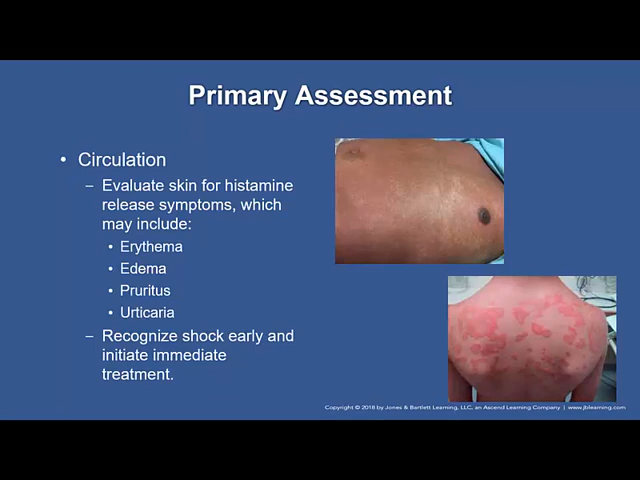 Primary Assessment
• Circulation
– Evaluate skin for histamine
release symptoms, which
may include:
• Erythema
• Edema
• Pruritus
• Urticaria
– Recognize shock early and
initiate immediate
treatment.
Copyright © 2018 by Jones & Bartlett Learning, LLC, an Ascend Learning Company | www.jblearning.com